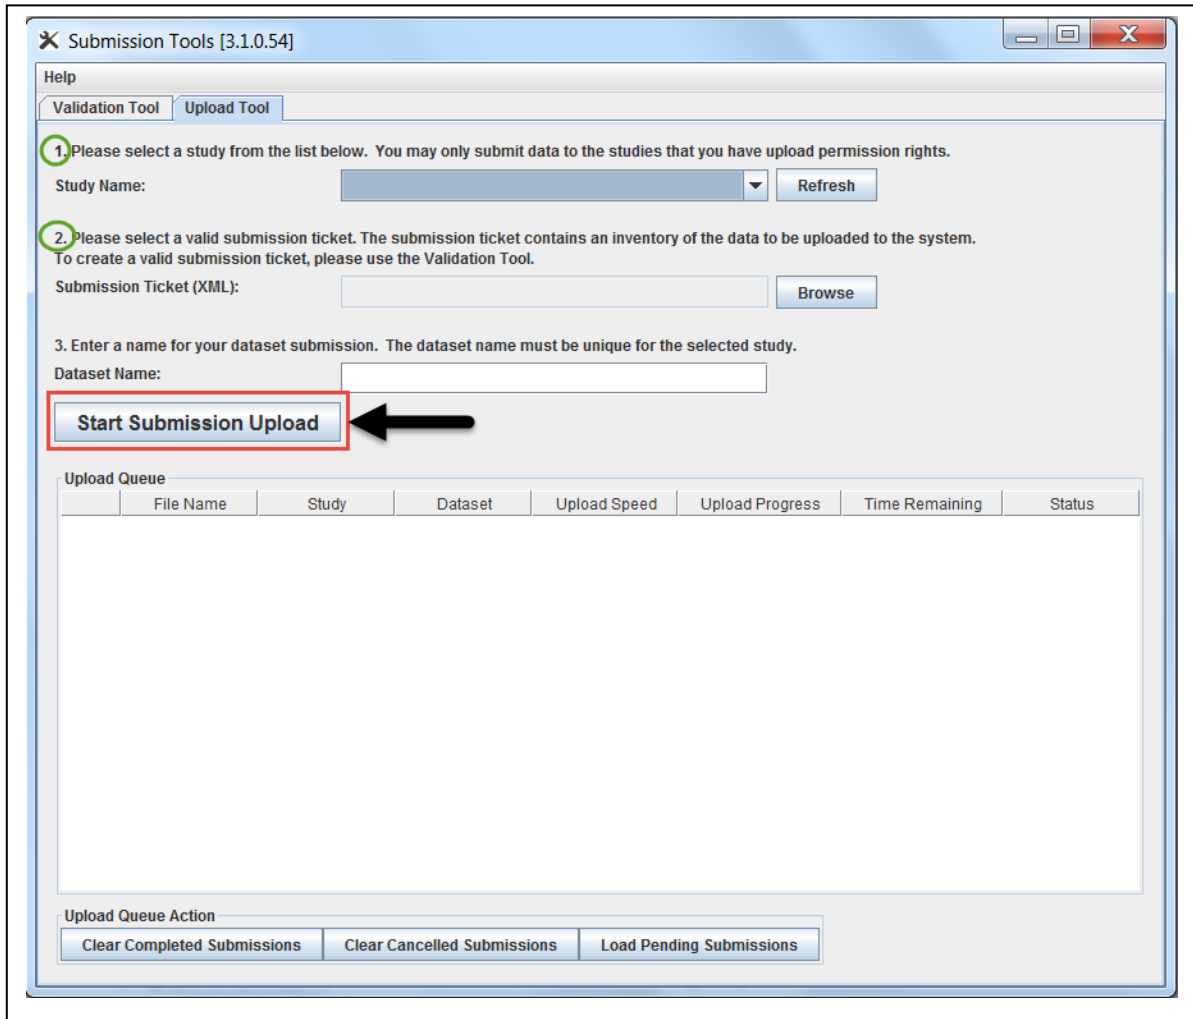 Submission Tools [3.1.0.54]
Help
Validation Tool Upload Tool
1. Please select a study from the list below. You may only submit data to the studies that you have upload permission rights.
Study Name: Refresh
2. Please select a valid submission ticket. The submission ticket contains an inventory of the data to be uploaded to the system.
To create a valid submission ticket, please use the Validation Tool.
Submission Ticket (XML): Browse
3. Enter a name for your dataset submission. The dataset name must be unique for the selected study.
Dataset Name:
Start Submission Upload
Upload Queue
File Name Study Dataset Upload Speed Upload Progress Time Remaining Status
Upload Queue Action
Clear Completed Submissions Clear Cancelled Submissions Load Pending Submissions